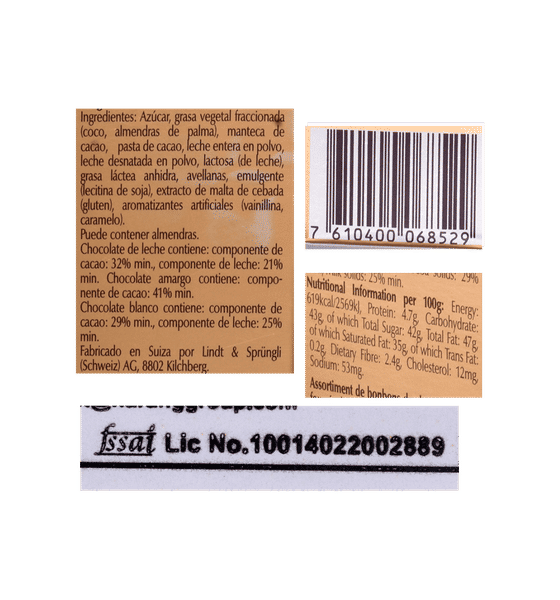 Ingredientes: Azúcar, grasa vegetal fraccionada
(coco, almendras de palma), manteca de
cacao, pasta de cacao, leche entera en polvo,
leche desnatada en polvo, lactosa (de leche),
grasa láctea anhidra, avellanas, emulgente
(lecitina de soja), extracto de malta de cebada
(gluten), aromatizantes artificiales (vainillina,
caramelo).
Puede contener almendras.
Chocolate de leche contiene: componente de
cacao: 32% min., componente de leche: 21%
min. Chocolate amargo contiene: compo-
nente de cacao: 41% min.
Chocolate blanco contiene: componente de
cacao: 29% min., componente de leche: 25%
min.
Fabricado en Suiza por Lindt & Sprüngli
(Schweiz) AG, 8802 Kilchberg.
7 610400 068529
solids: 25% min. 29%
Nutritional Information per 100g: Energy:
619kcal/2569kJ, Protein: 4.7g, Carbohydrate:
43g, of which Total Sugar: 42g, Total Fat: 47g,
of which Saturated Fat: 35g, of which Trans Fat:
0.2g, Dietary Fibre: 2.4g, Cholesterol: 12mg,
Sodium: 53mg.
Assortiment de bonbons
fssai Lic No.10014022002889